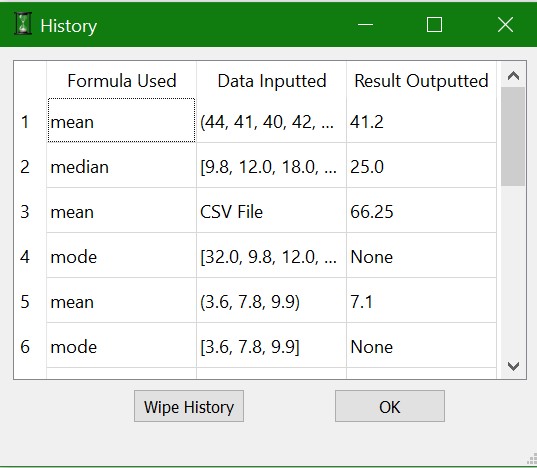 History
Formula Used Data Inputted Result Outputted
1 mean (44, 41, 40, 42, ... 41.2
2 median [9.8, 12.0, 18.0, ... 25.0
3 mean CSV File 66.25
4 mode [32.0, 9.8, 12.0, ... None
5 mean (3.6, 7.8, 9.9) 7.1
6 mode [3.6, 7.8, 9.9] None
Wipe History OK